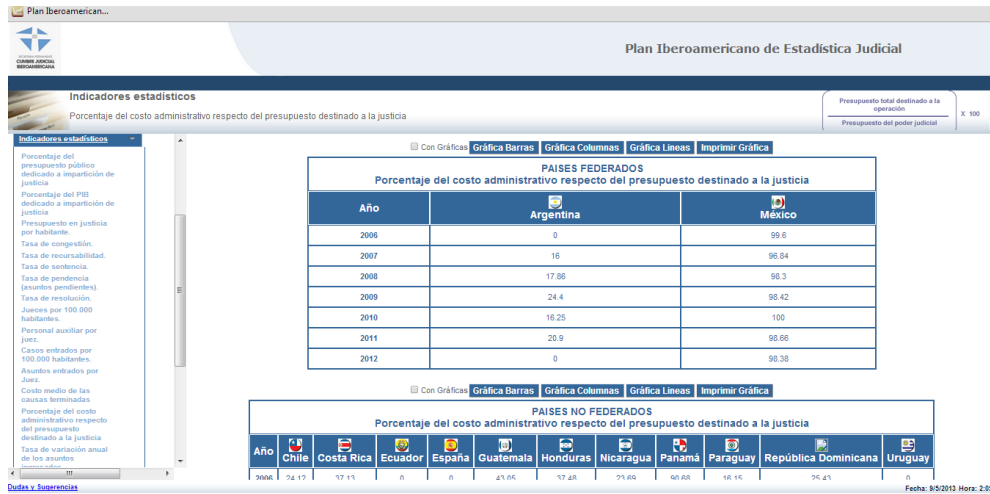 Plan Iberoamerican...
CUMBRE JUDICIAL
IBEROAMERICANA
Plan Iberoamericano de Estadística Judicial
Indicadores estadísticos
Porcentaje del costo administrativo respecto del presupuesto destinado a la justicia
Presupuesto total destinado a la
operación
Presupuesto del poder judicial
X 100
Indicadores estadísticos
Porcentaje del
presupuesto público
dedicado a impartición de
justicia
Porcentaje del PIB
dedicado a impartición de
justicia
Presupuesto en justicia
por habitante.
Tasa de congestión.
Tasa de recursabilidad.
Tasa de sentencia.
Tasa de pendencia
(asuntos pendientes).
Tasa de resolución.
Jueces por 100.000
habitantes.
Personal auxiliar por
juez.
Casos entrados por
100.000 habitantes.
Asuntos entrados por
Juez.
Costo medio de las
causas terminadas
Porcentaje del costo
administrativo respecto
del presupuesto
destinado a la justicia
Tasa de variación anual
de los asuntos
ingresados
Con Gráficas Gráfica Barras Gráfica Columnas Gráfica Lineas Imprimir Gráfica
PAISES FEDERADOS
Porcentaje del costo administrativo respecto del presupuesto destinado a la justicia
Año Argentina México
2006 0 99.6
2007 16 96.84
2008 17.86 98.3
2009 24.4 98.42
2010 16.25 100
2011 20.9 98.66
2012 0 98.38
Con Gráficas Gráfica Barras Gráfica Columnas Gráfica Lineas Imprimir Gráfica
PAISES NO FEDERADOS
Porcentaje del costo administrativo respecto del presupuesto destinado a la justicia
Año Chile Costa Rica Ecuador España Guatemala Honduras Nicaragua Panamá Paraguay República Dominicana Uruguay
2006 24.12 37.13 0 0 43.05 37.48 23.69 90.68 16.15 25.43 0
Dudas y Sugerencias
Fecha: 9/5/2013 Hora: 2:0